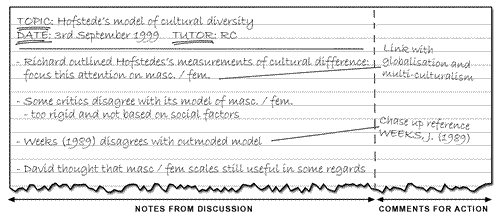 TOPIC: Hofstede's model of cultural diversity
DATE: 3rd September 1999 TUTOR: RC
- Richard outlined Hofstedes's measurements of cultural difference:
focus this attention on masc. / fem.
Link with
globalisation and
multi-culturalism
- Some critics disagree with its model of masc. / fem.
- too rigid and not based on social factors
- Weeks (1989) disagrees with outmoded model
Chase up reference
WEEKS, J. (1989)
- David thought that masc / fem scales still useful in some regards
NOTES FROM DISCUSSION
COMMENTS FOR ACTION